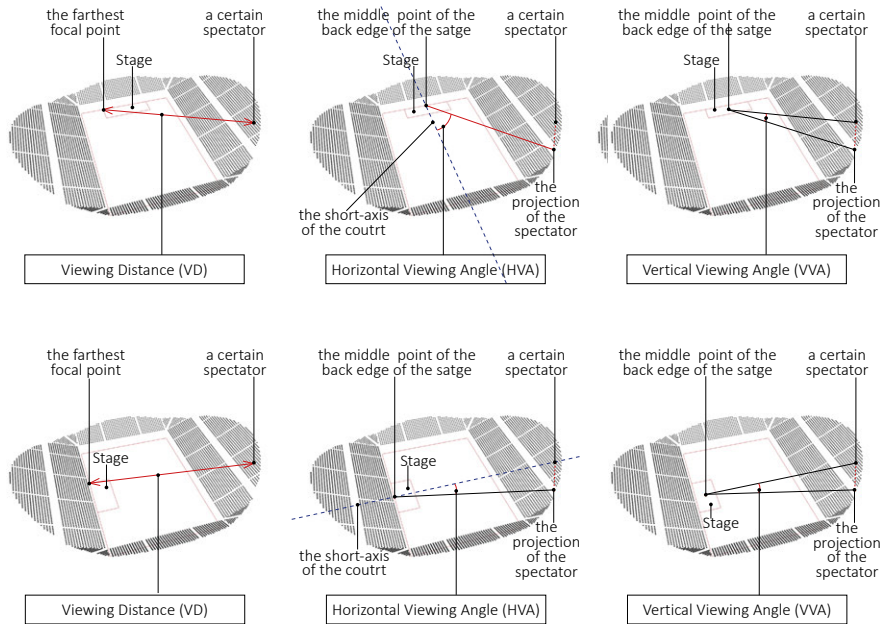 the farthest
focal point
a certain
spectator
Stage
Viewing Distance (VD)
the middle point of the
back edge of the satge
a certain
spectator
Stage
the short-axis
of the coutrt
the
projection
of the
spectator
Horizontal Viewing Angle (HVA)
the middle point of the
back edge of the satge
a certain
spectator
Stage
the
projection
of the
spectator
Vertical Viewing Angle (VVA)
the farthest
focal point
a certain
spectator
Stage
Viewing Distance (VD)
the middle point of the
back edge of the satge
a certain
spectator
Stage
the short-axis
of the coutrt
the
projection
of the
spectator
Horizontal Viewing Angle (HVA)
the middle point of the
back edge of the satge
a certain
spectator
Stage
the
projection
of the
spectator
Vertical Viewing Angle (VVA)